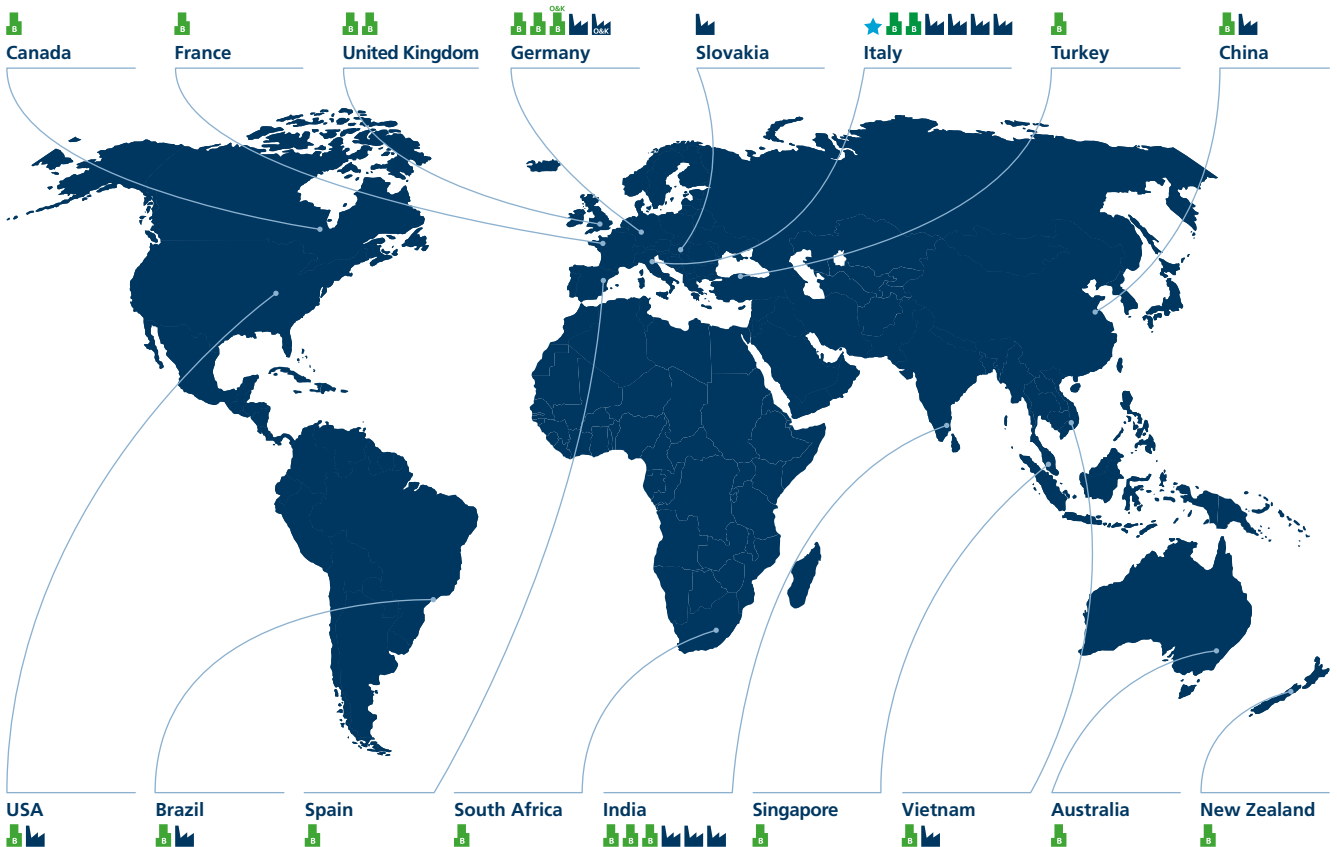 B
Canada
B
France
B B
United Kingdom
O&K
B B B O&K
Germany
Slovakia
B B
Italy
B
Turkey
B
China
USA
B
Brazil
B
Spain
B
South Africa
B
India
B B B
Singapore
B
Vietnam
B
Australia
B
New Zealand
B